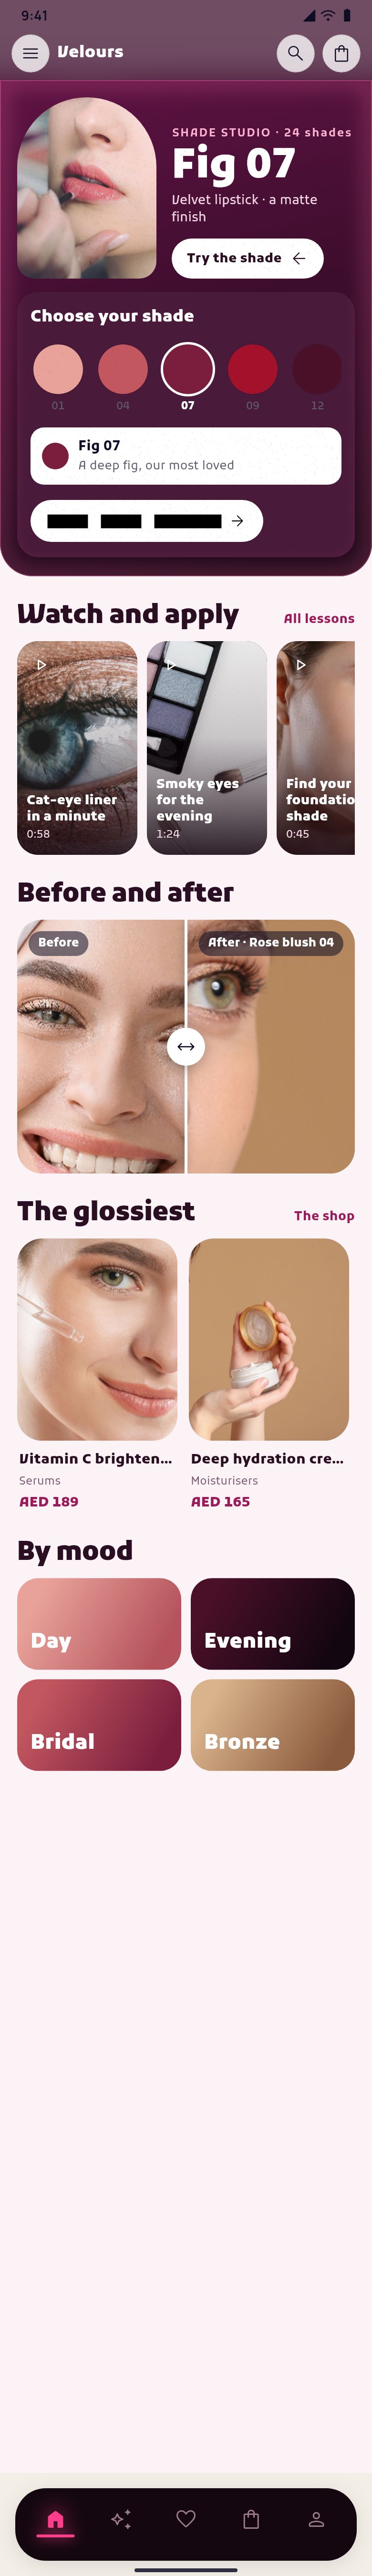 9:41
Velours
SHADE STUDIO · 24 shades
Fig 07
Velvet lipstick · a matte
finish
Try the shade
Choose your shade
01
04
07
09
12
Fig 07
A deep fig, our most loved
Watch and apply
All lessons
Cat-eye liner
in a minute
0:58
Smoky eyes
for the
evening
1:24
Find your
foundatio
shade
0:45
Before and after
Before
After · Rose blush 04
The glossiest
The shop
Vitamin C brighten...
Serums
AED 189
Deep hydration cre...
Moisturisers
AED 165
By mood
Day
Evening
Bridal
Bronze